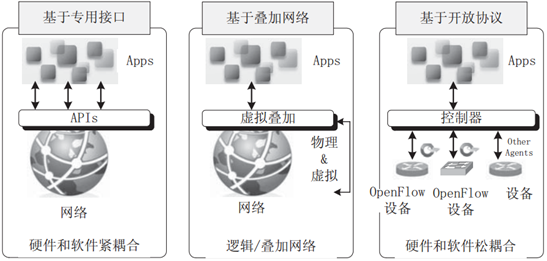 基于专用接口
Apps
APIs
网络
硬件和软件紧耦合
基于叠加网络
Apps
虚拟叠加
物理
&
虚拟
网络
逻辑/叠加网络
基于开放协议
Apps
控制器
Other
Agents
OpenFlow
设备
OpenFlow
设备
设备
硬件和软件松耦合